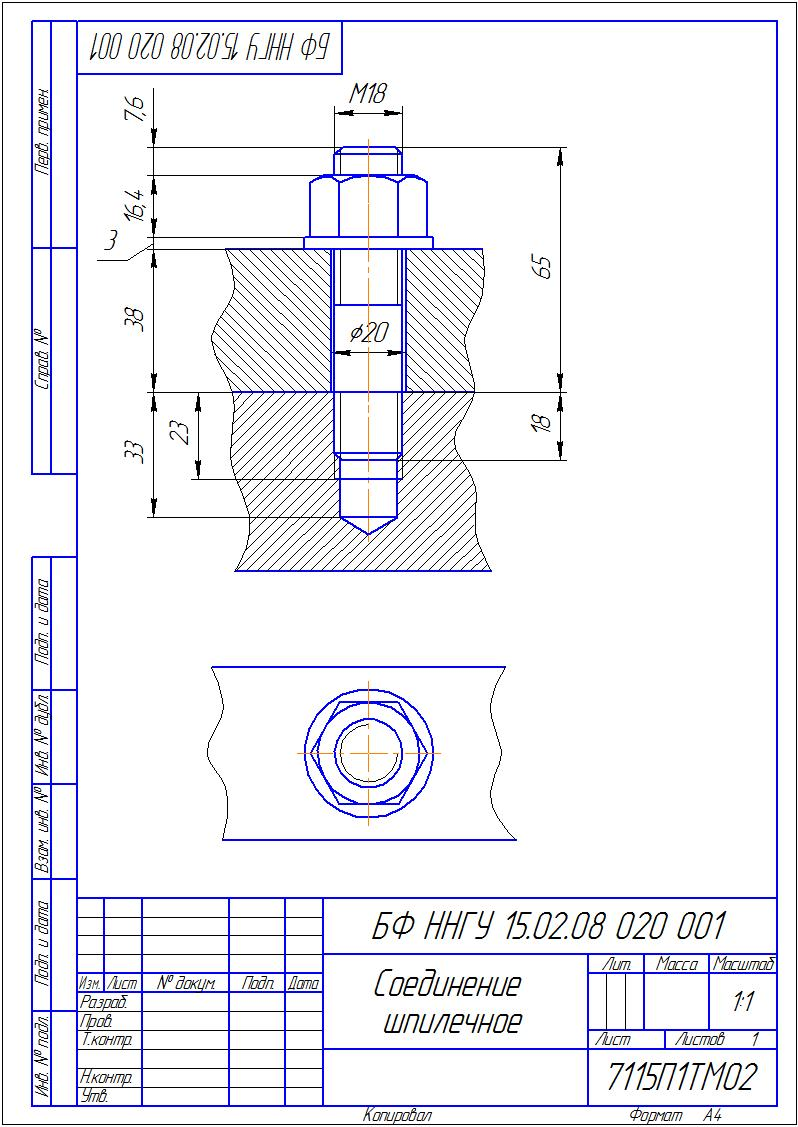 БФ ННГУ 15.02.08 020 001
Перв. примен.
Справ. №
Подп. и дата
Инв. № дубл.
Взам. инв. №
Подп. и дата
Инв. № подл.
М18
7,6
16,4
3
38
33
23
⌀20
65
18
БФ ННГУ 15.02.08 020 001
Соединение
шпилечное
Лит. Масса Масштаб
1:1
Лист Листов 1
7115П1ТМ02
Изм. Лист № докум. Подп. Дата
Разраб.
Пров.
Т.контр.
Н.контр.
Утв.
Копировал Формат А4